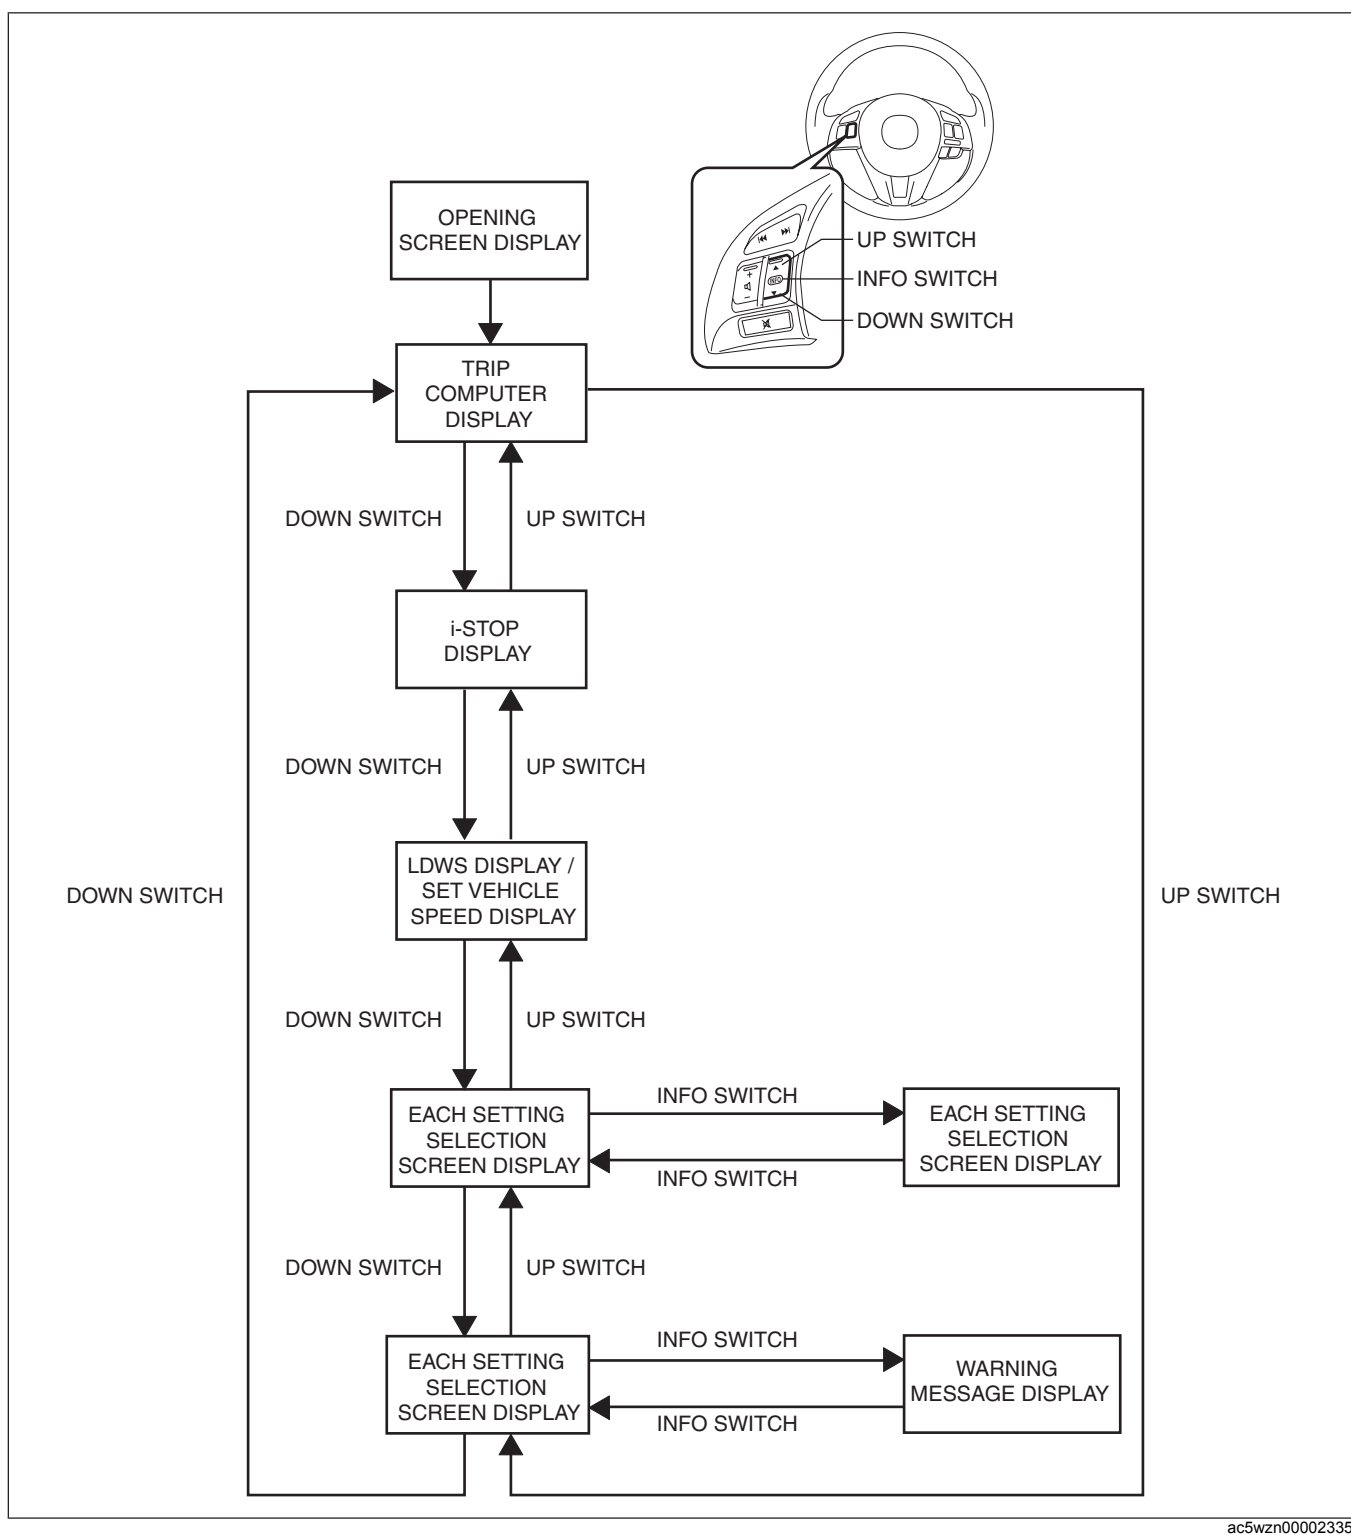 UP SWITCH
INFO SWITCH
DOWN SWITCH
INFO
+
-
OPENING
SCREEN DISPLAY
TRIP
COMPUTER
DISPLAY
DOWN SWITCH
UP SWITCH
i-STOP
DISPLAY
DOWN SWITCH
UP SWITCH
LDWS DISPLAY /
SET VEHICLE
SPEED DISPLAY
DOWN SWITCH
UP SWITCH
DOWN SWITCH
UP SWITCH
EACH SETTING
SELECTION
SCREEN DISPLAY
INFO SWITCH
INFO SWITCH
EACH SETTING
SELECTION
SCREEN DISPLAY
DOWN SWITCH
UP SWITCH
EACH SETTING
SELECTION
SCREEN DISPLAY
INFO SWITCH
INFO SWITCH
WARNING
MESSAGE DISPLAY
ac5wzn00002335